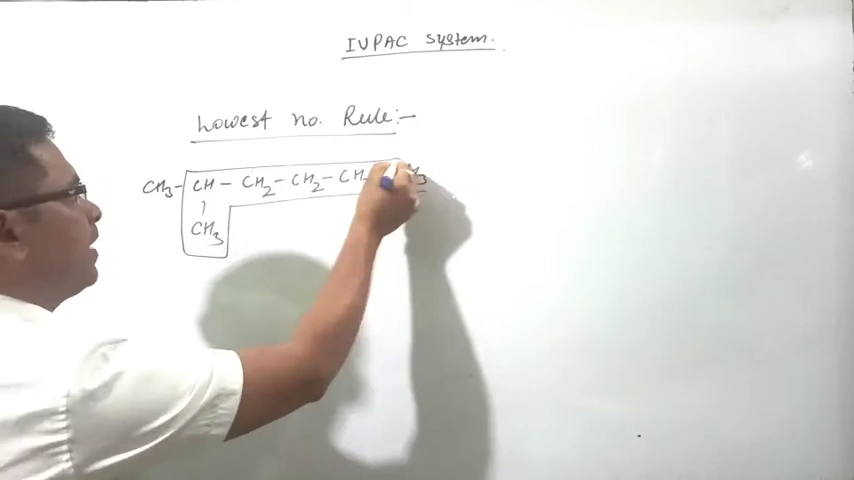 IUPAC System.
Lowest no. Rule:-
CH3 - CH - CH2 - CH2 - CH
|
CH3